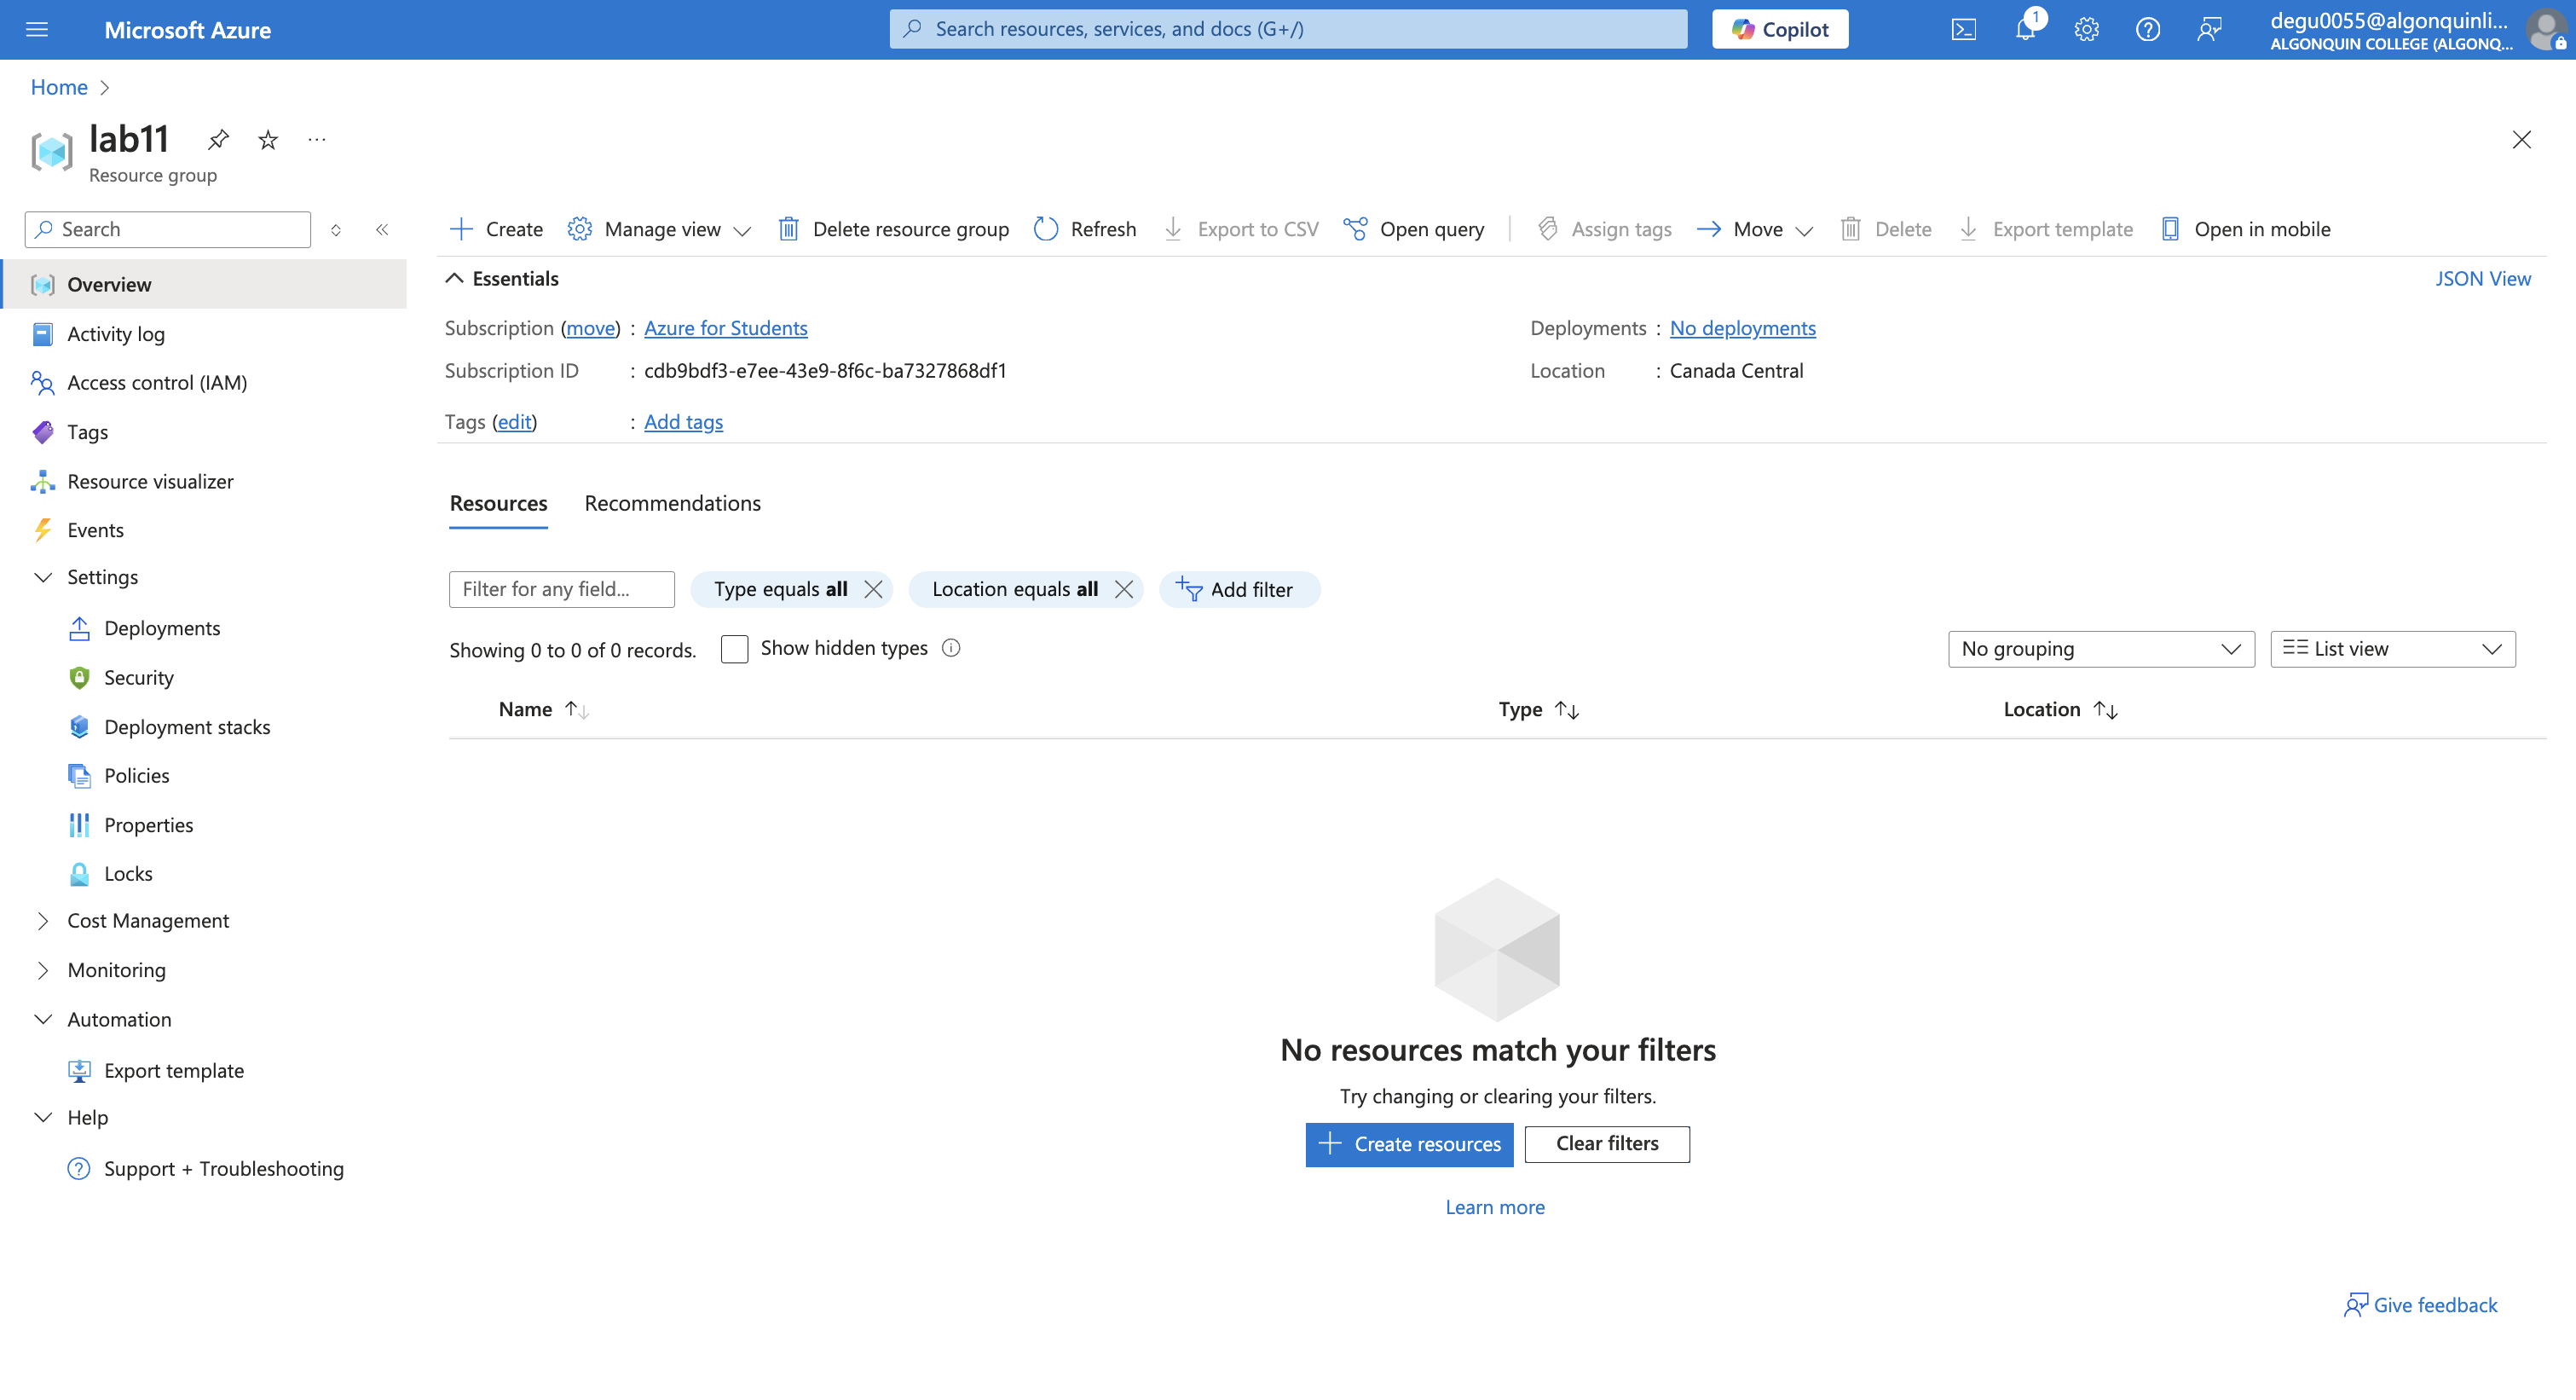 Microsoft Azure
Search resources, services, and docs (G+/)
Copilot
1
degu0055@algonquinli...
ALGONQUIN COLLEGE (ALGONQ...
Home
lab11
...
Resource group
Search
Create
Manage view
Delete resource group
Refresh
Export to CSV
Open query
Assign tags
Move
Delete
Export template
Open in mobile
Overview
Activity log
Access control (IAM)
Tags
Resource visualizer
Events
Settings
Deployments
Security
Deployment stacks
Policies
Properties
Locks
Cost Management
Monitoring
Automation
Export template
Help
Support + Troubleshooting
Essentials
JSON View
Subscription (move) : Azure for Students
Deployments : No deployments
Subscription ID : cdb9bdf3-e7ee-43e9-8f6c-ba7327868df1
Location : Canada Central
Tags (edit) : Add tags
Resources
Recommendations
Filter for any field...
Type equals all
Location equals all
Add filter
Showing 0 to 0 of 0 records.
Show hidden types
No grouping
List view
Name
Type
Location
No resources match your filters
Try changing or clearing your filters.
Create resources
Clear filters
Learn more
Give feedback